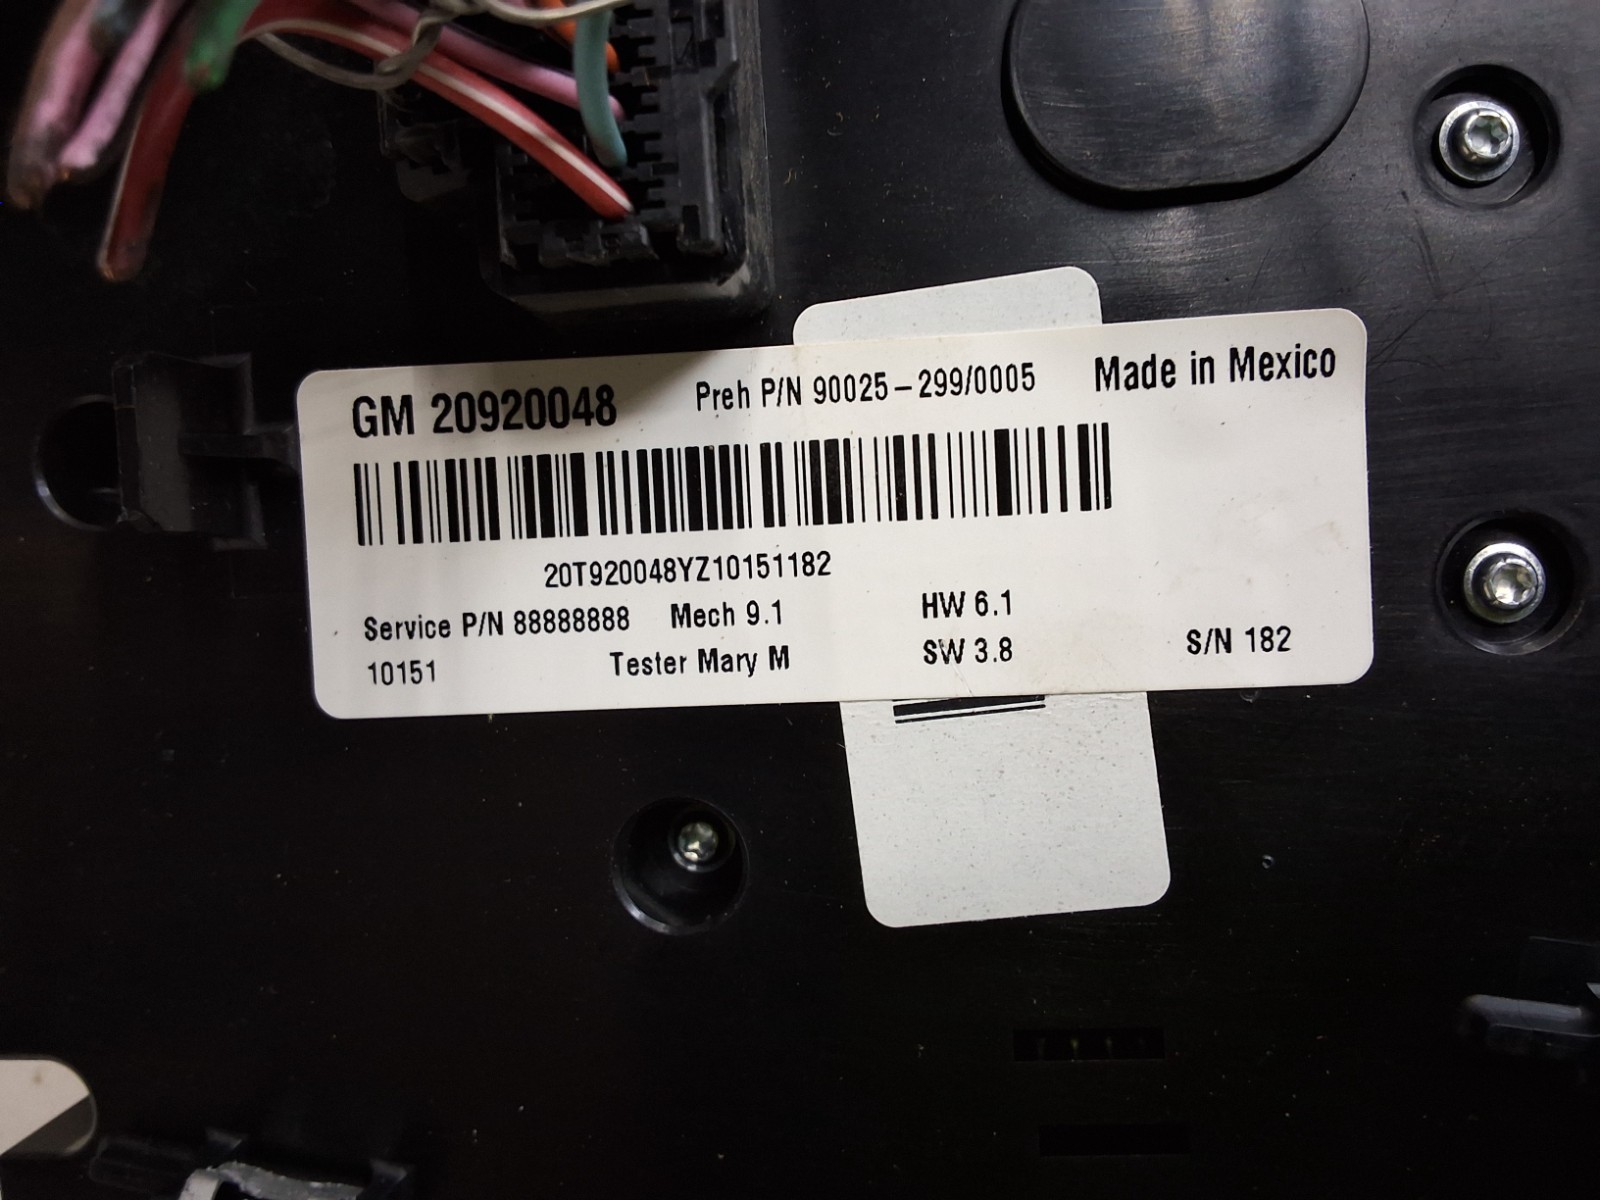 GM 20920048 Preh P/N 90025-299/0005 Made in Mexico
20T920048YZ10151182
Service P/N 88888888 Mech 9.1 HW 6.1
10151 Tester Mary M SW 3.8 S/N 182